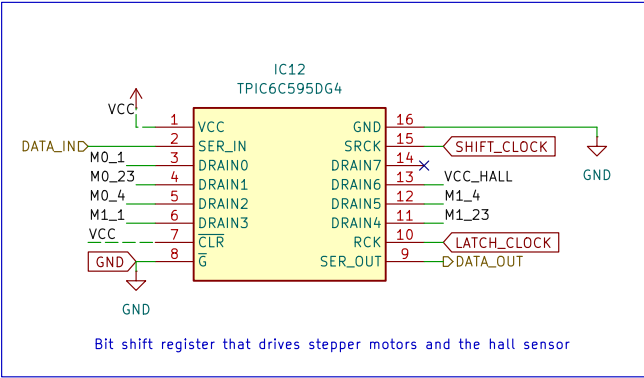 IC12
TPIC6C595DG4
VCC
1 VCC GND 16
DATA_IN 2 SER_IN SRCK 15 SHIFT_CLOCK
M0_1 3 DRAIN0 DRAIN7 14
M0_23 4 DRAIN1 DRAIN6 13 VCC_HALL
M0_4 5 DRAIN2 DRAIN5 12 M1_4
M1_1 6 DRAIN3 DRAIN4 11 M1_23
VCC 7 CLR RCK 10 LATCH_CLOCK
GND 8 G SER_OUT 9 DATA_OUT
GND
GND
Bit shift register that drives stepper motors and the hall sensor